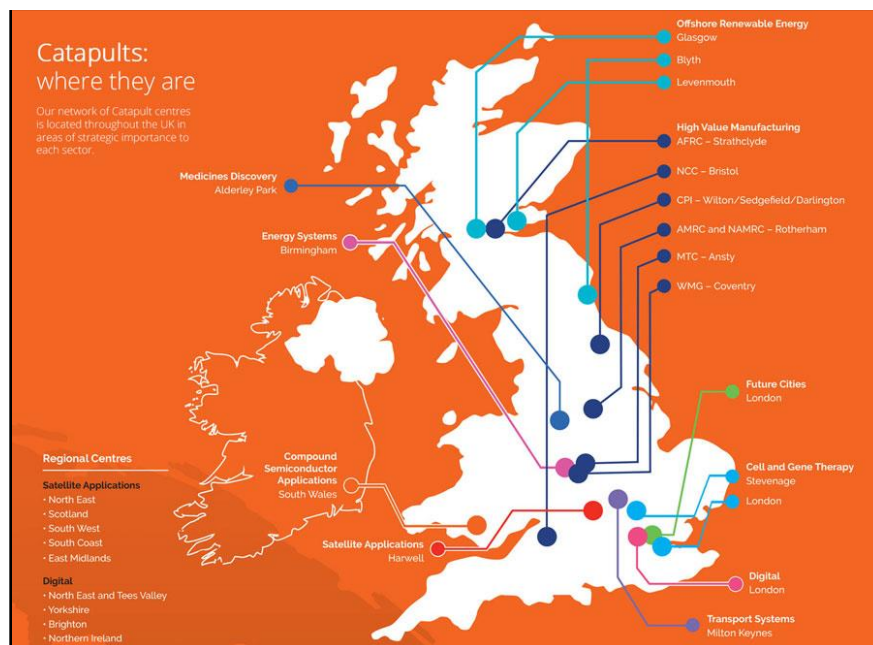 Catapults:
where they are
Our network of Catapult centres
is located throughout the UK in
areas of strategic importance to
each sector.
Offshore Renewable Energy
Glasgow
Blyth
Levenmouth
High Value Manufacturing
AFRC – Strathclyde
NCC – Bristol
CPI – Wilton/Sedgefield/Darlington
AMRC and NAMRC – Rotherham
MTC – Ansty
WMG – Coventry
Medicines Discovery
Alderley Park
Energy Systems
Birmingham
Future Cities
London
Cell and Gene Therapy
Stevenage
London
Compound
Semiconductor
Applications
South Wales
Satellite Applications
Harwell
Digital
London
Transport Systems
Milton Keynes
Regional Centres
Satellite Applications
• North East
• Scotland
• South West
• South Coast
• East Midlands
Digital
• North East and Tees Valley
• Yorkshire
• Brighton
• Northern Ireland